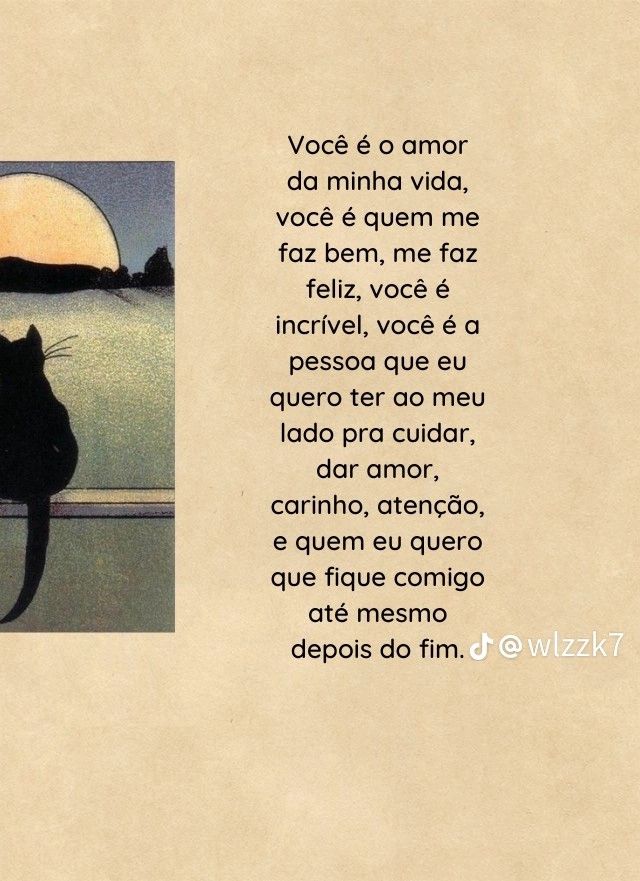 Você é o amor
da minha vida,
você é quem me
faz bem, me faz
feliz, você é
incrível, você é a
pessoa que eu
quero ter ao meu
lado pra cuidar,
dar amor,
carinho, atenção,
e quem eu quero
que fique comigo
até mesmo
depois do fim.
@wlzzk7